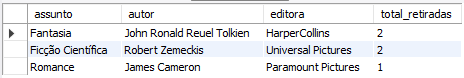 assunto autor editora total_retiradas
Fantasia John Ronald Reuel Tolkien HarperCollins 2
Ficção Científica Robert Zemeckis Universal Pictures 2
Romance James Cameron Paramount Pictures 1